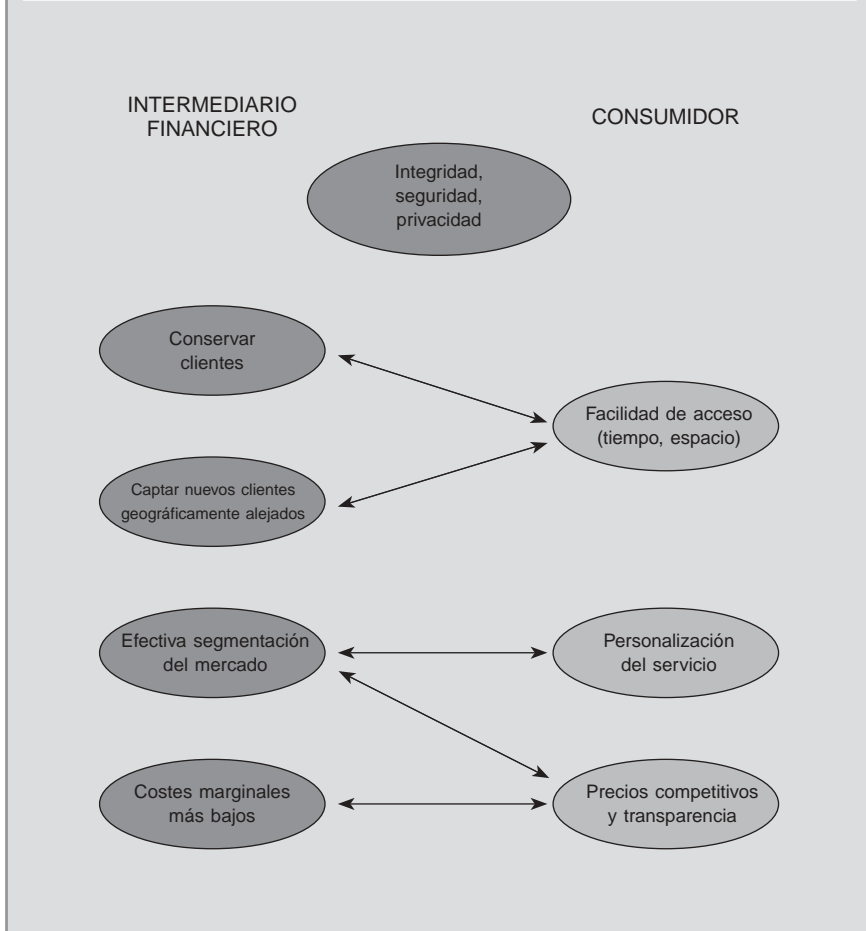 INTERMEDIARIO
FINANCIERO
CONSUMIDOR
Integridad,
seguridad,
privacidad
Conservar
clientes
Facilidad de acceso
(tiempo, espacio)
Captar nuevos clientes
geográficamente alejados
Efectiva segmentación
del mercado
Personalización
del servicio
Costes marginales
más bajos
Precios competitivos
y transparencia